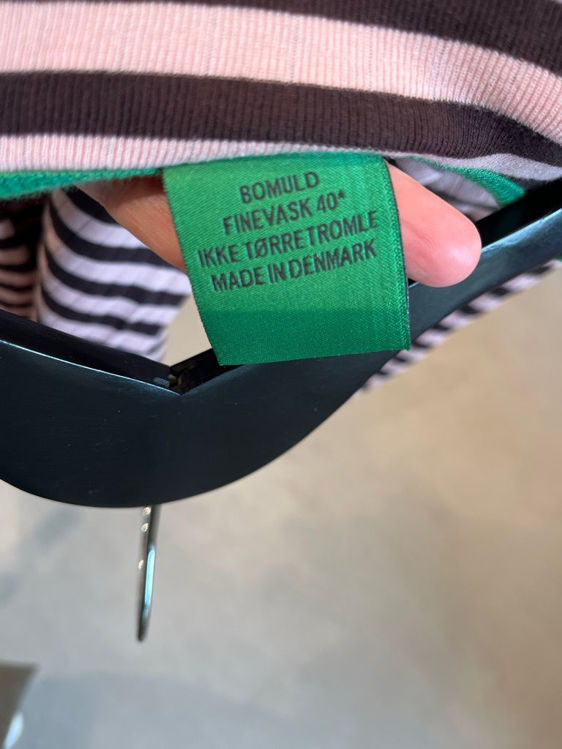 BOMULD
FINEVASK 40°
IKKE TØRRETROMLE
MADE IN DENMARK